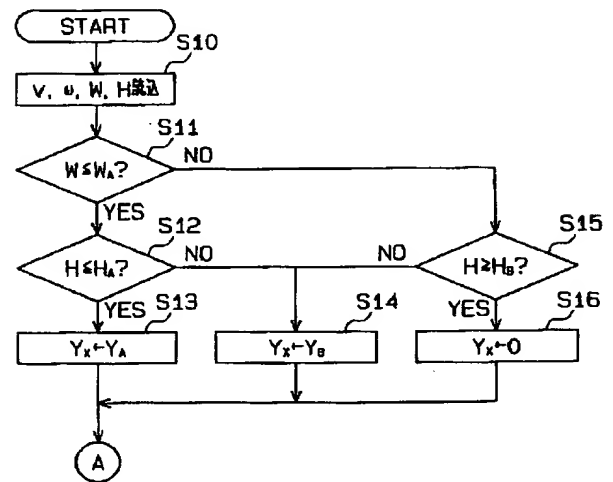 START
S10
V, ω, W, H読込
S11
W≦WA?
NO
YES
S12
S15
H≦HA?
NO
NO
H≧HB?
YES
S13
S14
YES
S16
YX←YA
YX←YB
YX←0
A